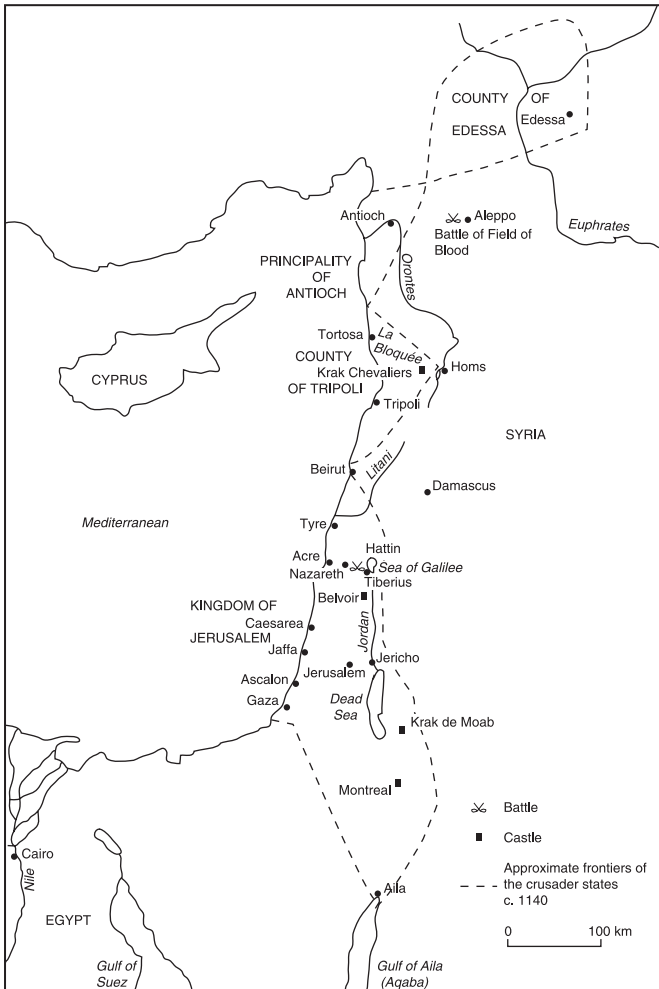 COUNTY OF
EDESSA
Edessa
Euphrates
Antioch
Aleppo
Battle of Field of
Blood
Orontes
PRINCIPALITY
OF
ANTIOCH
Tortosa
La
Bloquée
COUNTY
OF TRIPOLI
Krak Chevaliers
Homs
CYPRUS
Tripoli
SYRIA
Beirut
Litani
Damascus
Mediterranean
Tyre
Hattin
Acre
Nazareth
Sea of Galilee
Tiberius
Belvoir
KINGDOM OF
JERUSALEM
Caesarea
Jordan
Jaffa
Jerusalem
Jericho
Ascalon
Gaza
Dead
Sea
Krak de Moab
Montreal
Battle
Castle
Approximate frontiers of
the crusader states
c. 1140
0 100 km
Cairo
Nile
EGYPT
Aila
Gulf of
Suez
Gulf of Aila
(Aqaba)